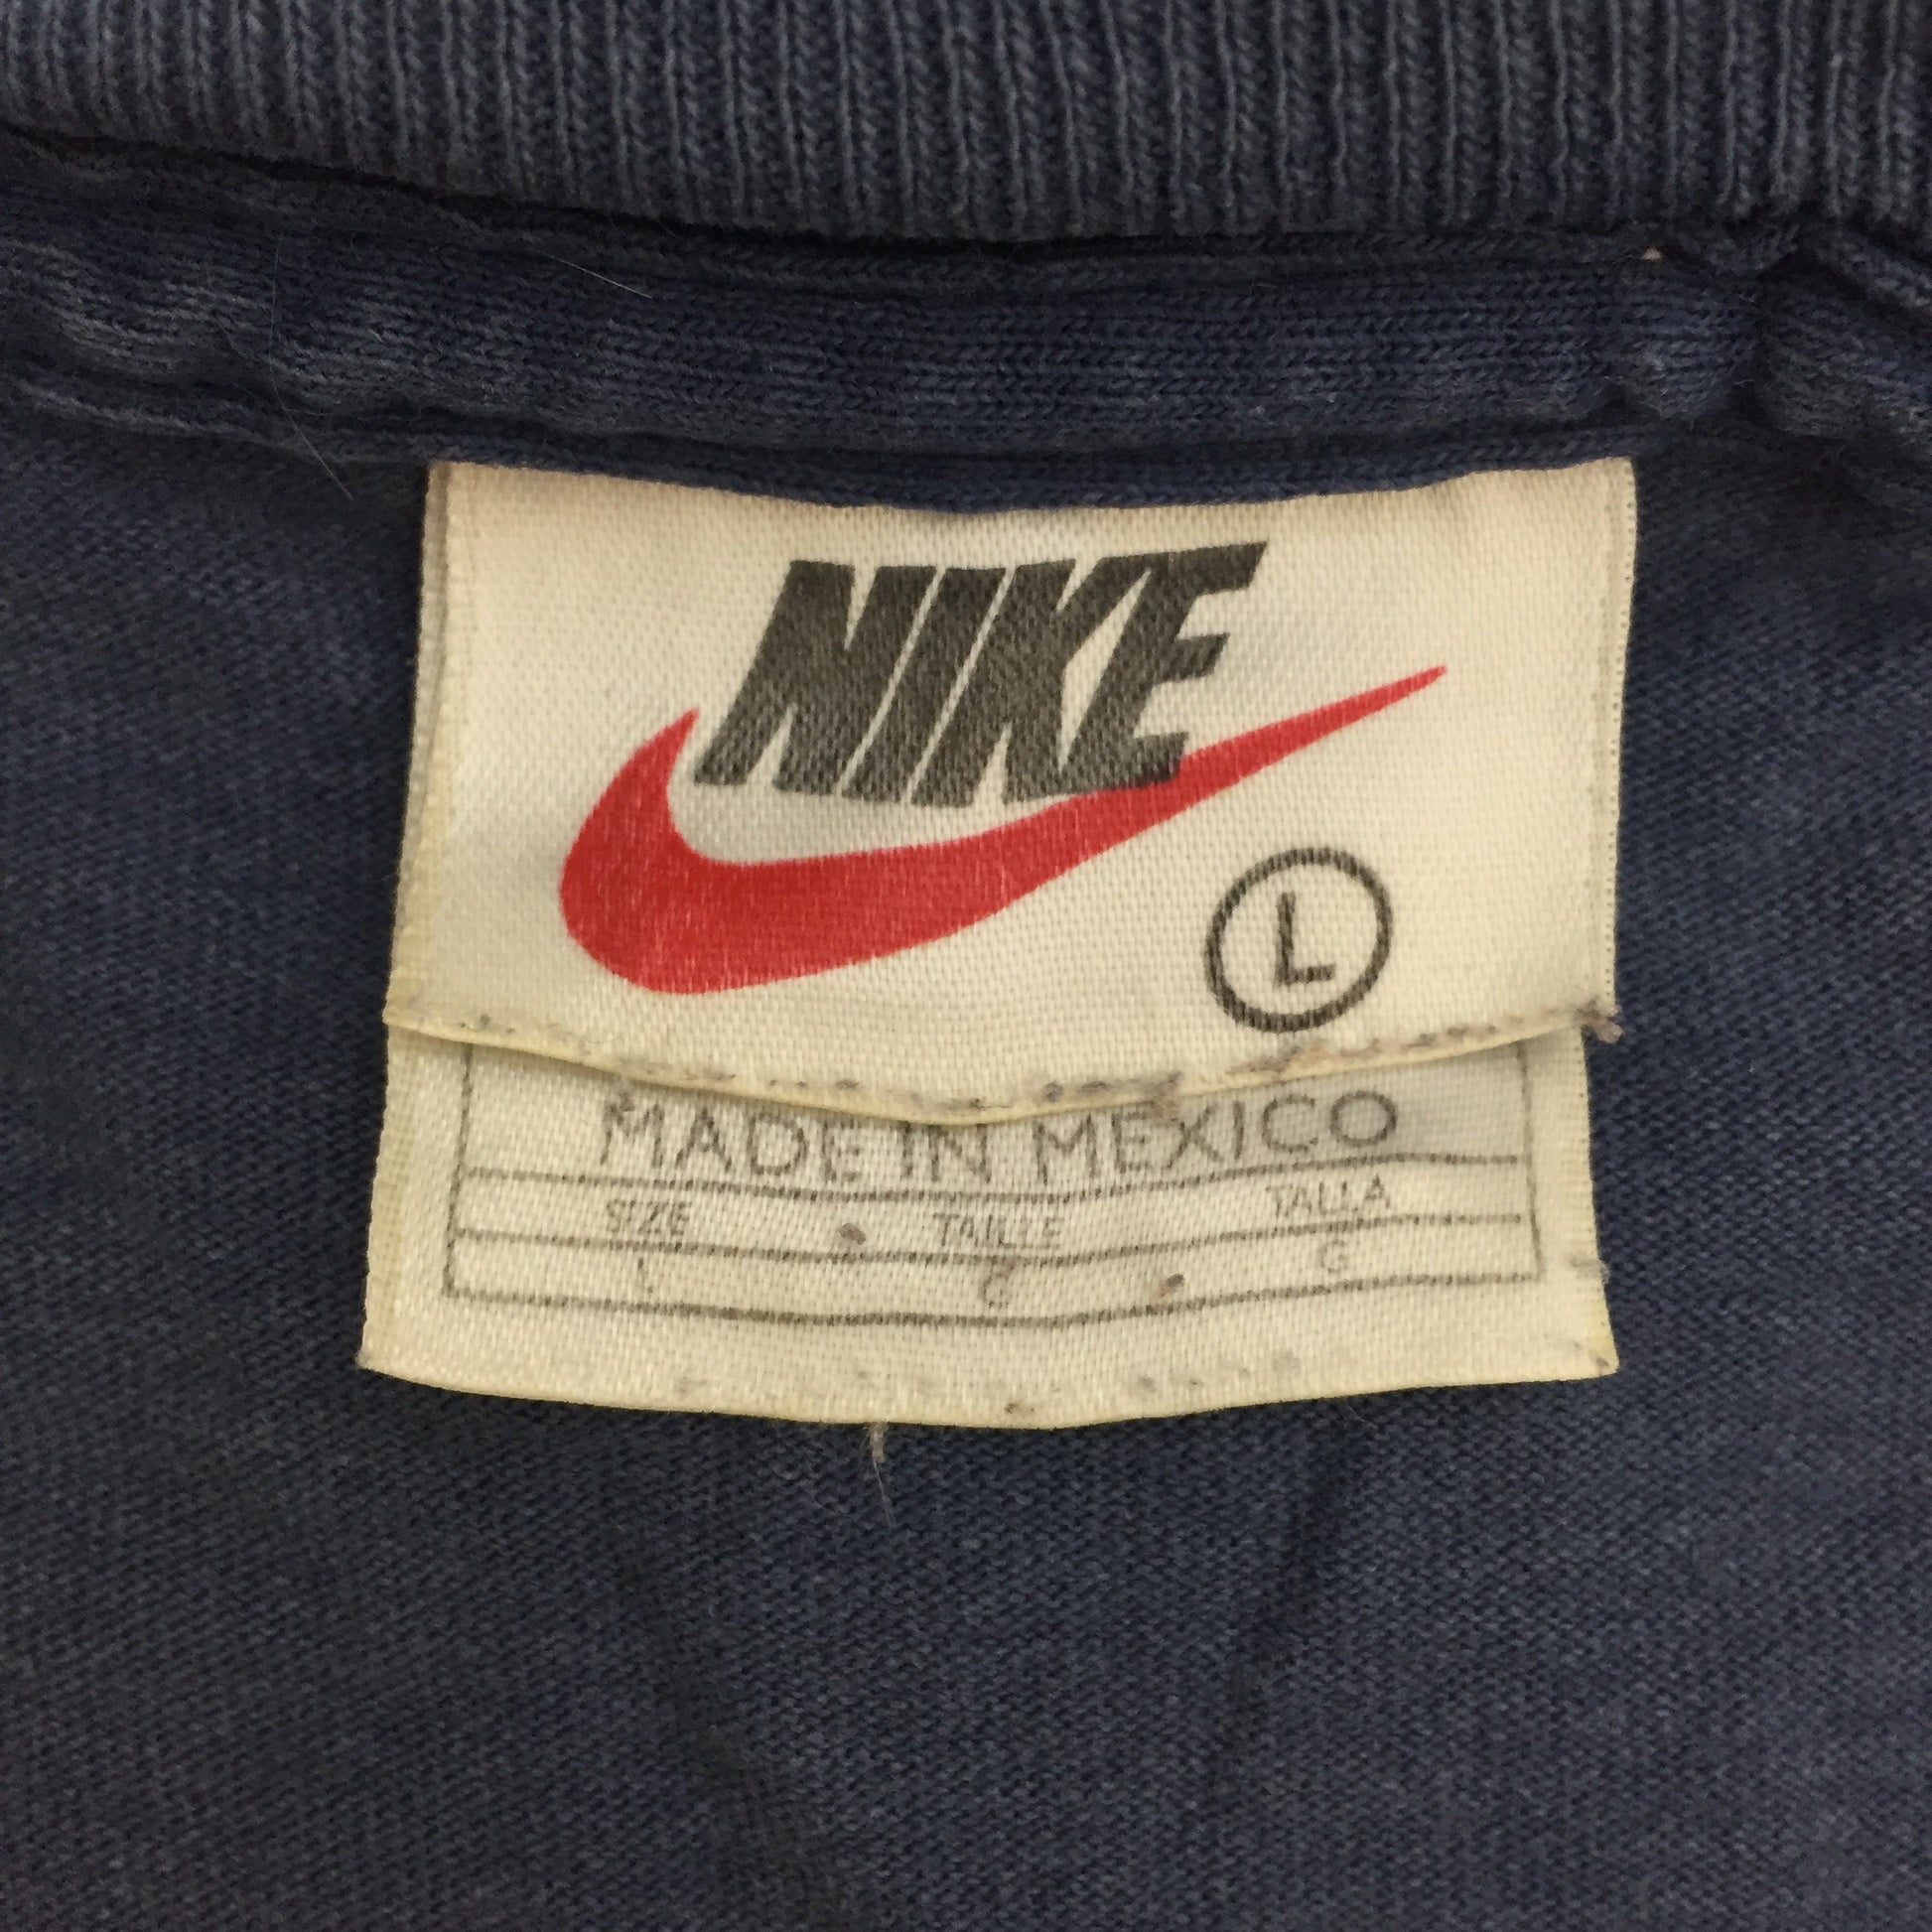 NIKE
L
MADE IN MEXICO
SIZE TAILLE TALLA
L G G